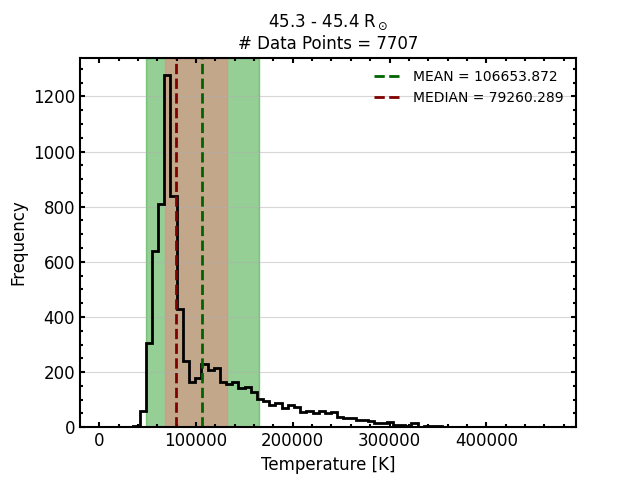 45.3 - 45.4 R⊙
# Data Points = 7707
MEAN = 106653.872
MEDIAN = 79260.289
Frequency
1200
1000
800
600
400
200
0
0 100000 200000 300000 400000
Temperature [K]